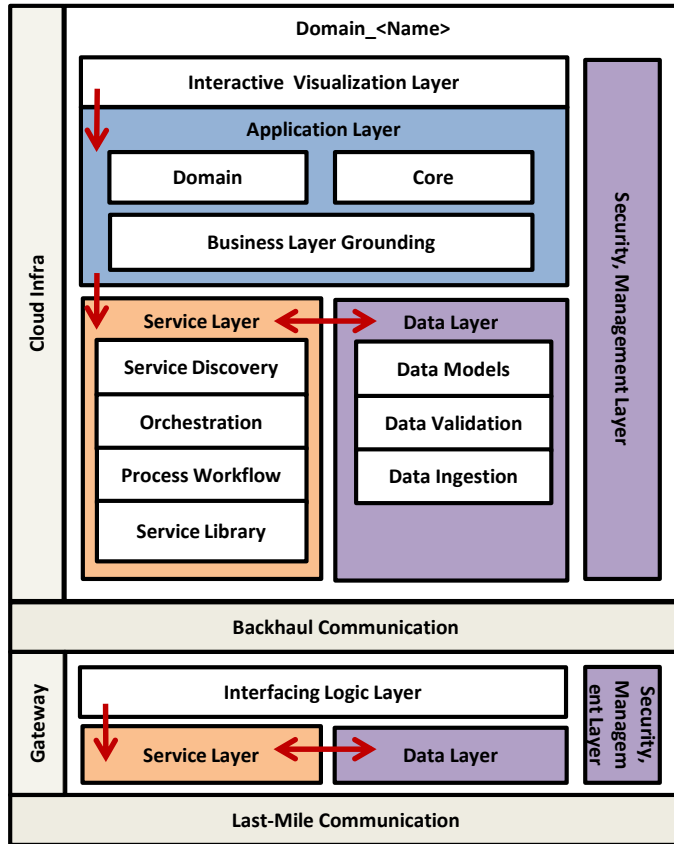 Domain_<Name>
Interactive Visualization Layer
Application Layer
Domain
Core
Business Layer Grounding
Service Layer
Data Layer
Service Discovery
Orchestration
Process Workflow
Service Library
Data Models
Data Validation
Data Ingestion
Security, Management Layer
Cloud Infra
Backhaul Communication
Gateway
Interfacing Logic Layer
Service Layer
Data Layer
Security,
Managem
ent Layer
Last-Mile Communication